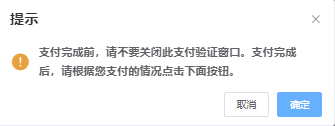 提示
支付完成前，请不要关闭此支付验证窗口。支付完成
后，请根据您支付的情况点击下面按钮。
取消
确定